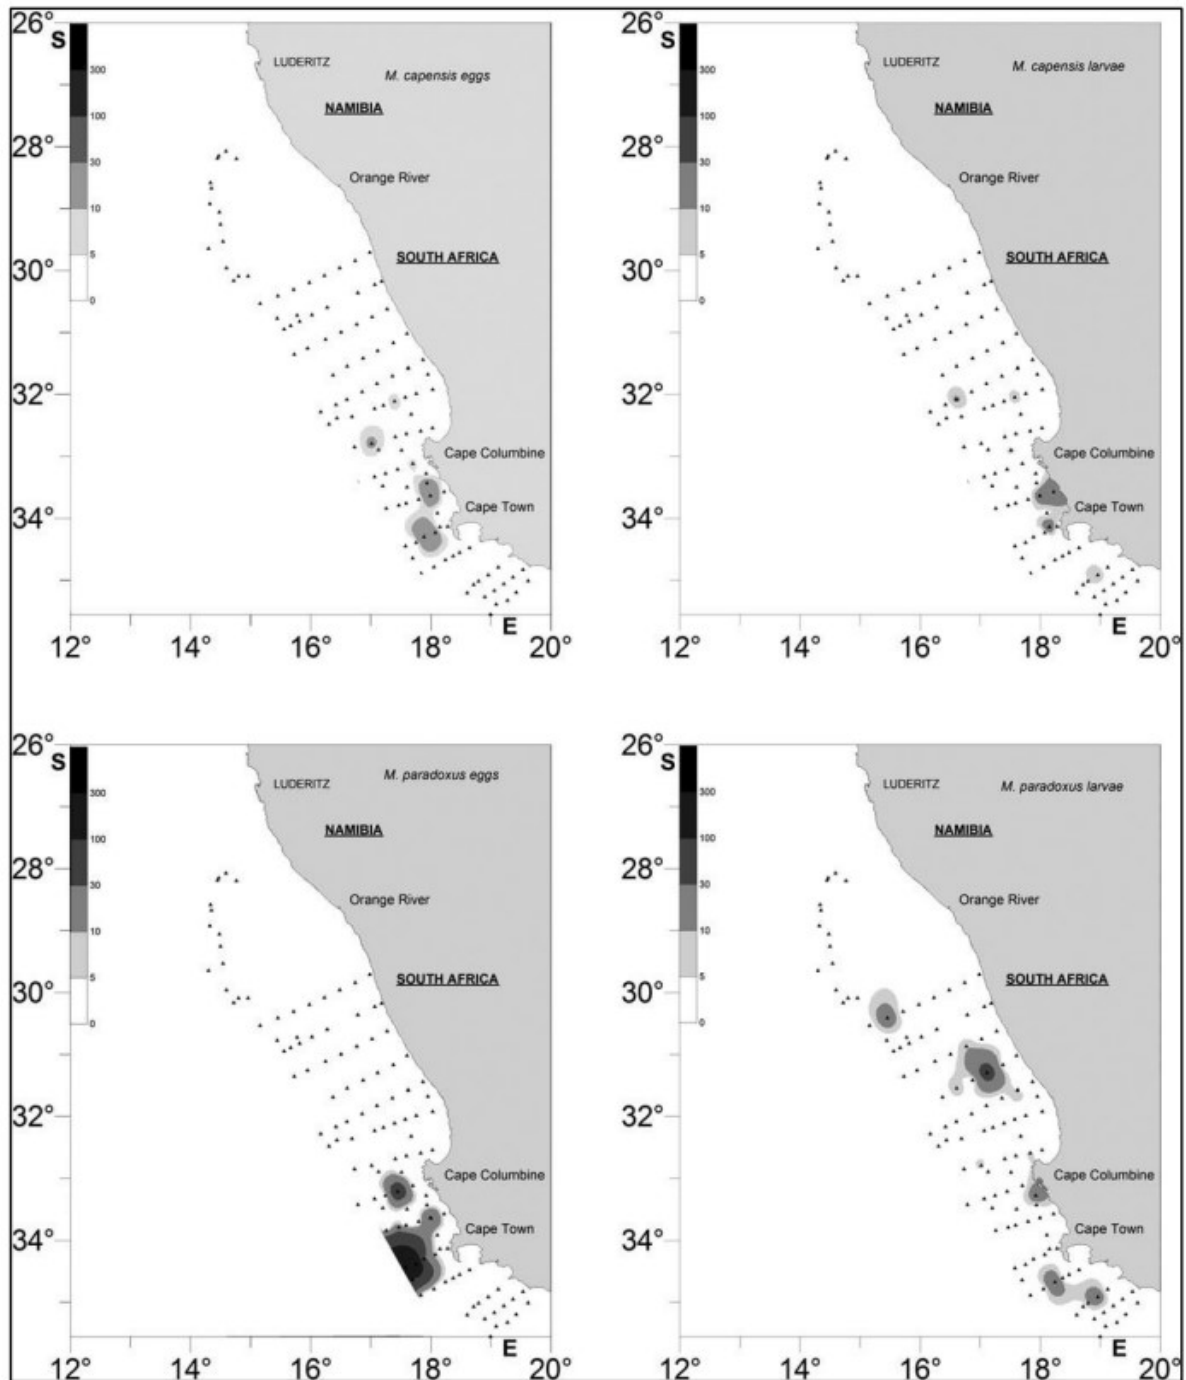 26°
S
300
100
30
10
5
0
28°
30°
32°
34°
LUDERITZ
M. capensis eggs
NAMIBIA
Orange River
SOUTH AFRICA
Cape Columbine
Cape Town
E
12° 14° 16° 18° 20°
26°
S
300
100
30
10
5
0
28°
30°
32°
34°
LUDERITZ
M. capensis larvae
NAMIBIA
Orange River
SOUTH AFRICA
Cape Columbine
Cape Town
E
12° 14° 16° 18° 20°
26°
S
300
100
30
10
5
0
28°
30°
32°
34°
LUDERITZ
M. paradoxus eggs
NAMIBIA
Orange River
SOUTH AFRICA
Cape Columbine
Cape Town
E
12° 14° 16° 18° 20°
26°
S
300
100
30
10
5
0
28°
30°
32°
34°
LUDERITZ
M. paradoxus larvae
NAMIBIA
Orange River
SOUTH AFRICA
Cape Columbine
Cape Town
E
12° 14° 16° 18° 20°